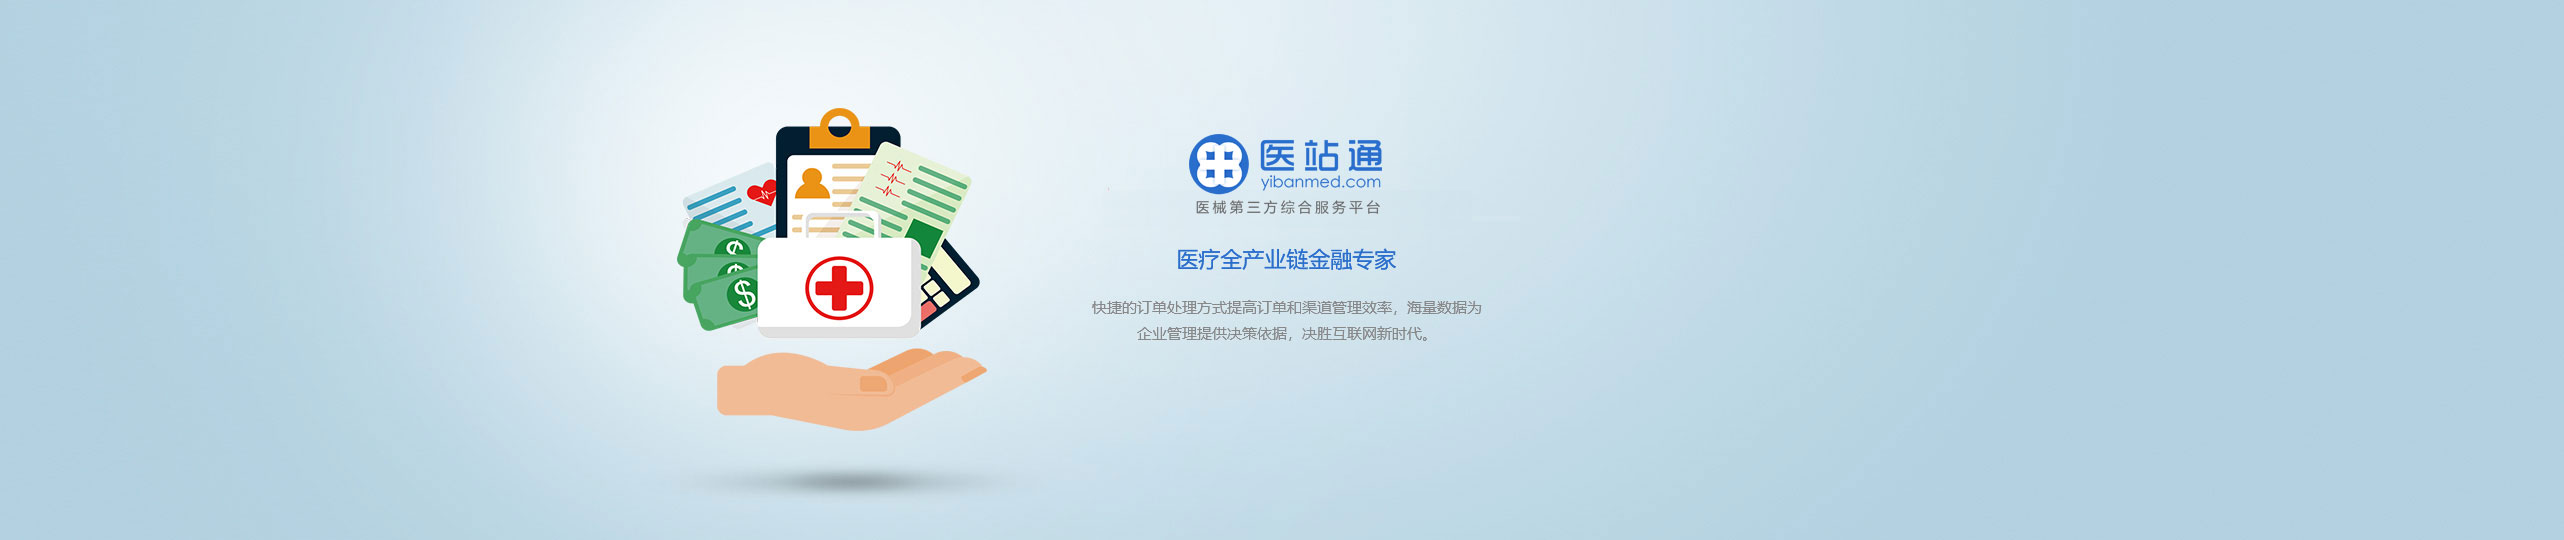 医站通
yibanmed.com
医械第三方综合服务平台
医疗全产业链金融专家
快捷的订单处理方式提高订单和渠道管理效率，海量数据为
企业管理提供决策依据，决胜互联网新时代。
$
$
$